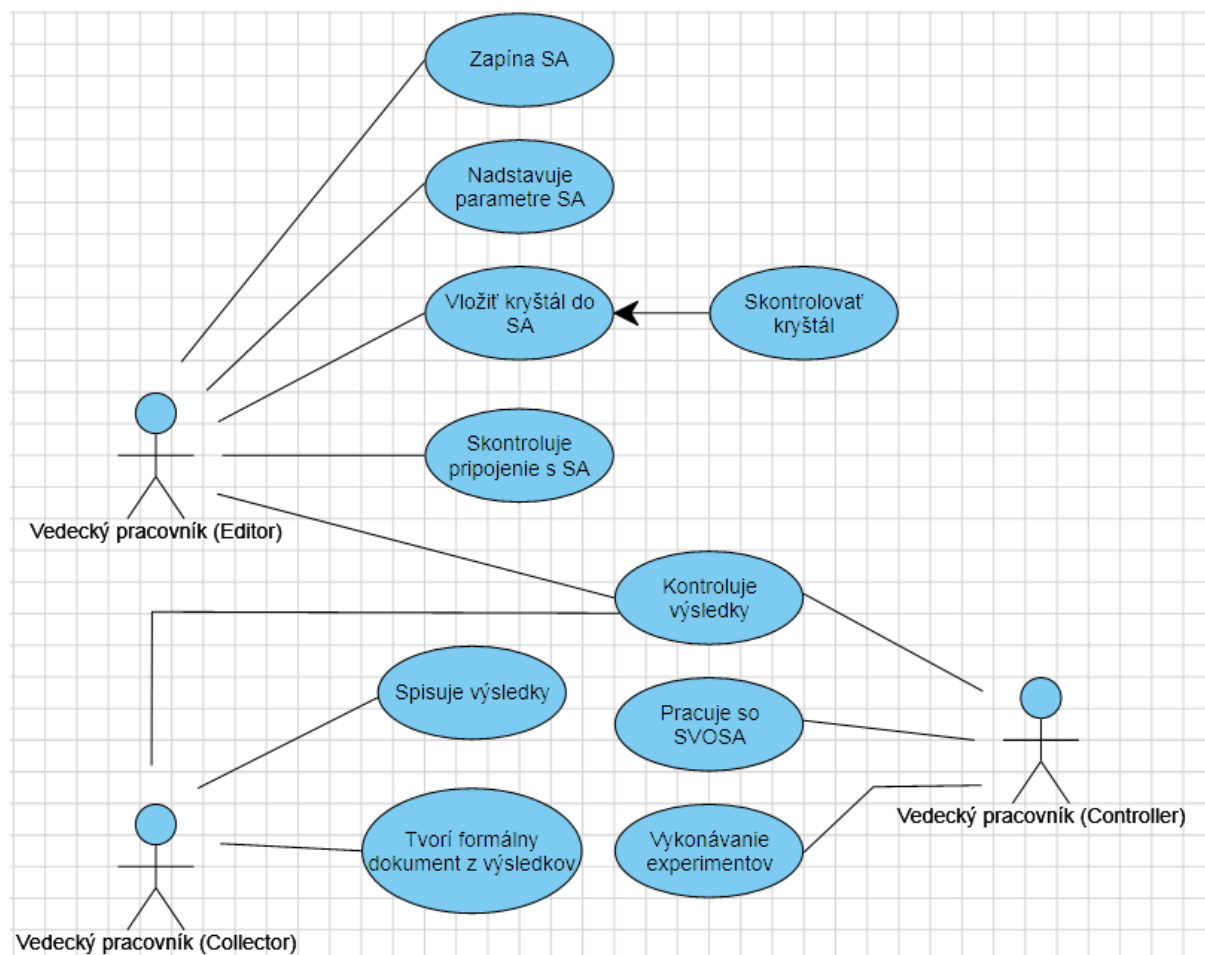 Zapína SA
Nadstavuje
parametre SA
Vložiť kryštál do
SA
Skontrolovať
kryštál
Skontroluje
pripojenie s SA
Vedecký pracovník (Editor)
Kontroluje
výsledky
Spisuje výsledky
Pracuje so
SVOSA
Vedecký pracovník (Controller)
Tvorí formálny
dokument z výsledkov
Vykonávanie
experimentov
Vedecký pracovník (Collector)